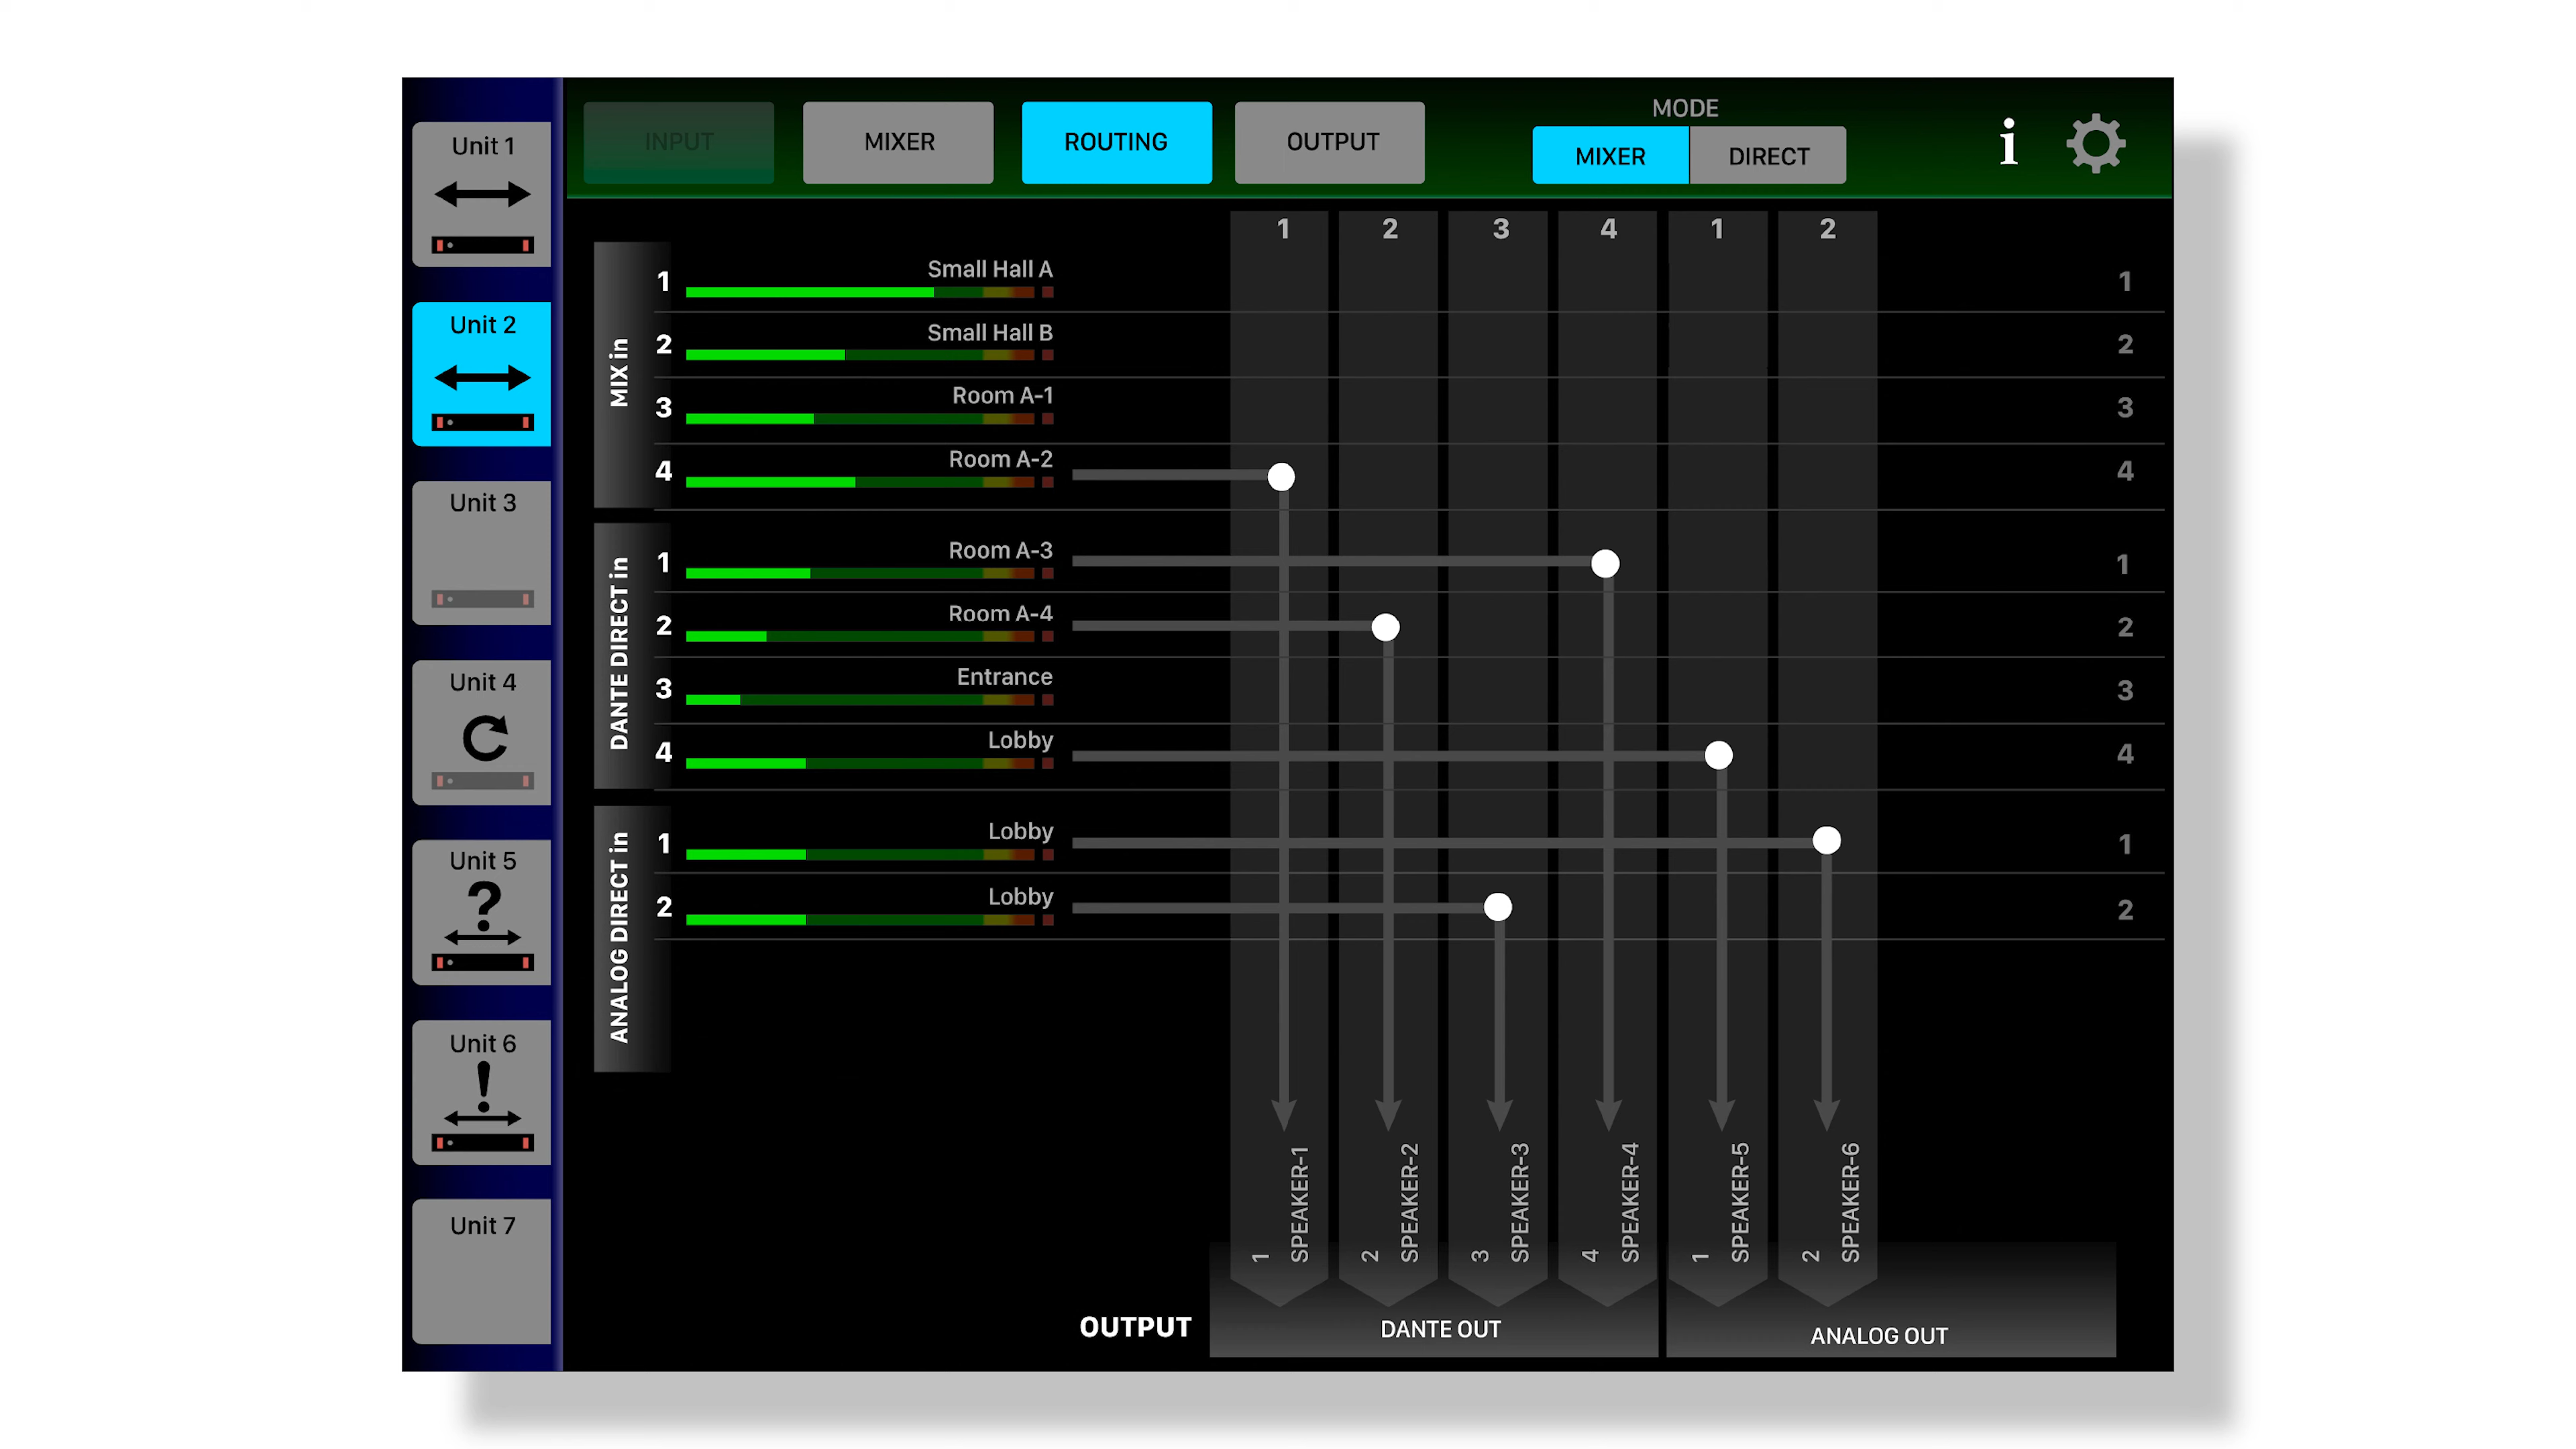 Unit 1
Unit 2
Unit 3
Unit 4
Unit 5
?
Unit 6
!
Unit 7
INPUT
MIXER
ROUTING
OUTPUT
MODE
MIXER
DIRECT
i
1
2
3
4
1
2
MIX in
1
Small Hall A
1
2
Small Hall B
2
3
Room A-1
3
4
Room A-2
4
DANTE DIRECT in
1
Room A-3
1
2
Room A-4
2
3
Entrance
3
4
Lobby
4
ANALOG DIRECT in
1
Lobby
1
2
Lobby
2
1
SPEAKER-1
2
SPEAKER-2
3
SPEAKER-3
4
SPEAKER-4
1
SPEAKER-5
2
SPEAKER-6
OUTPUT
DANTE OUT
ANALOG OUT